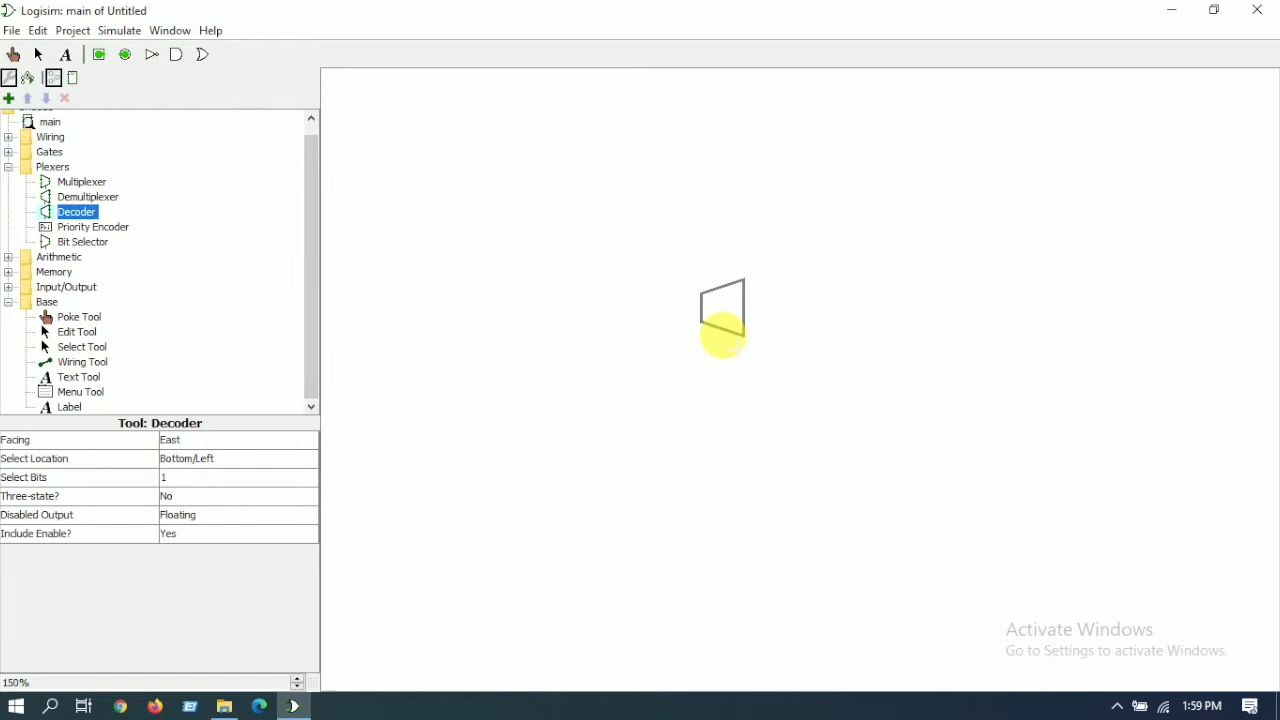 Logisim: main of Untitled
File Edit Project Simulate Window Help
A
main
Wiring
Gates
Plexers
Multiplexer
Demultiplexer
Decoder
Priority Encoder
Bit Selector
Arithmetic
Memory
Input/Output
Base
Poke Tool
Edit Tool
Select Tool
Wiring Tool
A Text Tool
Menu Tool
A Label
Tool: Decoder
Facing East
Select Location Bottom/Left
Select Bits 1
Three-state? No
Disabled Output Floating
Include Enable? Yes
150%
Activate Windows
Go to Settings to activate Windows.
1:59 PM